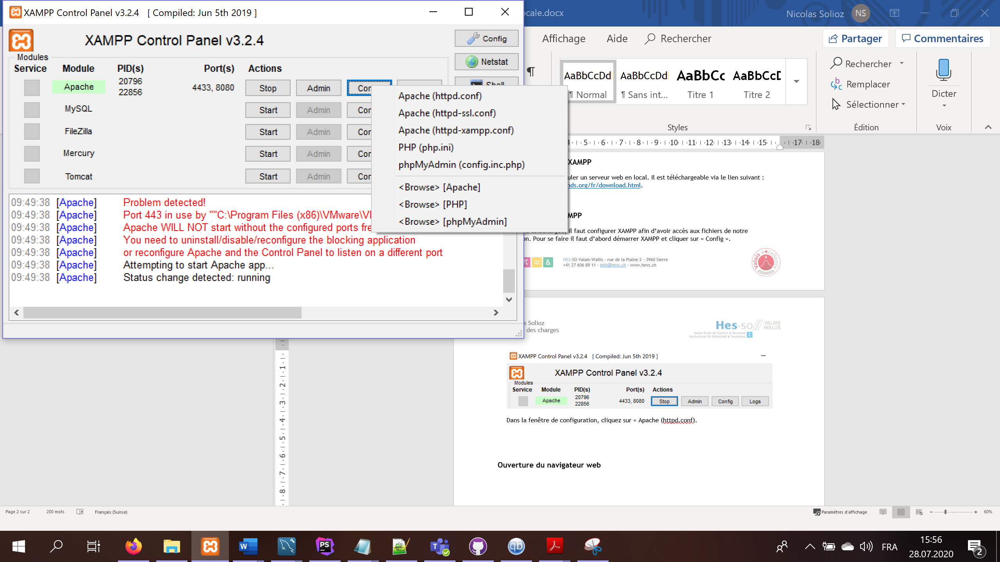 XAMPP Control Panel v3.2.4 [ Compiled: Jun 5th 2019 ]
XAMPP Control Panel v3.2.4
Config
Netstat
Shell
Modules
Service Module PID(s) Port(s) Actions
Apache 20796 22856 4433, 8080 Stop Admin
MySQL Start Admin
FileZilla Start Admin
Mercury Start Admin
Tomcat Start Admin
Apache (httpd.conf)
Apache (httpd-ssl.conf)
Apache (httpd-xampp.conf)
PHP (php.ini)
phpMyAdmin (config.inc.php)
<Browse> [Apache]
<Browse> [PHP]
<Browse> [phpMyAdmin]
09:49:38 [Apache] Problem detected!
09:49:38 [Apache] Port 443 in use by ""C:\Program Files (x86)\VMware\
09:49:38 [Apache] Apache WILL NOT start without the configured ports
09:49:38 [Apache] You need to uninstall/disable/reconfigure the blocking application
09:49:38 [Apache] or reconfigure Apache and the Control Panel to listen on a different port
09:49:38 [Apache] Attempting to start Apache app...
09:49:38 [Apache] Status change detected: running
ocale.docx
Nicolas Solioz NS
Affichage Aide Rechercher Partager Commentaires
AaBbCcDd AaBbCcDd AaBbCc AaBbCcD
¶ Normal ¶ Sans int... Titre 1 Titre 2
Styles
Rechercher
Remplacer
Sélectionner
Édition
Dicter
Voix
4 5 6 7 8 9 10 11 12 13 14 15 17 18
XAMPP
uler un serveur web en local. Il est téléchargeable via le lien suivant :
nds.org/fr/download.html.
MPP
il faut configurer XAMPP afin d’avoir accès aux fichiers de notre
on. Pour se faire il faut d’abord démarrer XAMPP et cliquer sur « Config ».
π ≈ &
HES-SO Valais-Wallis - rue de la Plaine 2 - 3960 Sierre
+41 27 606 89 11 - info@hevs.ch - www.hevs.ch
Valais excellence
s Solioz
des charges
Hes·so VALAIS WALLIS
Haute Ecole de Gestion & Tourisme
Hochschule für Wirtschaft & Tourismus Σ
XAMPP Control Panel v3.2.4 [ Compiled: Jun 5th 2019 ]
XAMPP Control Panel v3.2.4
Modules
Service Module PID(s) Port(s) Actions
Apache 20796 22856 4433, 8080 Stop Admin Config Logs
Dans la fenêtre de configuration, cliquez sur « Apache (httpd.conf).
Ouverture du navigateur web
1 2 3 4 5 6 7 8
Page 2 sur 2 200 mots Français (Suisse) Paramètres d'affichage 60%
W PS qb FRA
15:56
28.07.2020
2